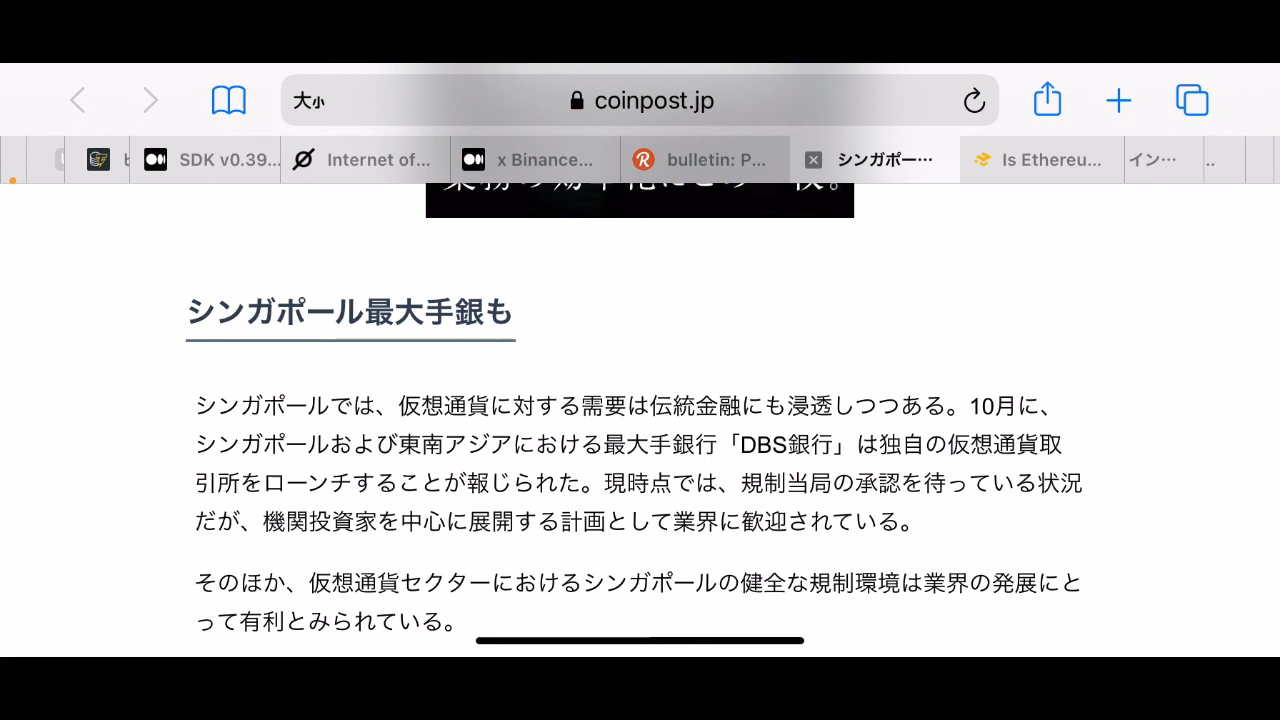 大小
coinpost.jp
SDK v0.39...
Internet of...
x Binance...
bulletin: P...
シンガポー…
Is Ethereu...
イン…
..
シンガポール最大手銀も
シンガポールでは、仮想通貨に対する需要は伝統金融にも浸透しつつある。10月に、
シンガポールおよび東南アジアにおける最大手銀行「DBS銀行」は独自の仮想通貨取
引所をローンチすることが報じられた。現時点では、規制当局の承認を待っている状況
だが、機関投資家を中心に展開する計画として業界に歓迎されている。
そのほか、仮想通貨セクターにおけるシンガポールの健全な規制環境は業界の発展にと
って有利とみられている。